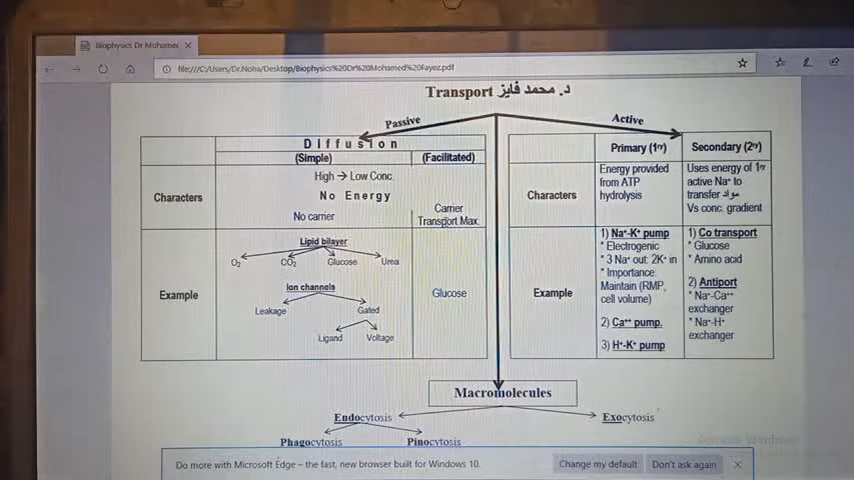 Biophysics Dr Mohamed
file:///C:/Users/Dr.Noha/Desktop/Biophysics%20Dr%20Mohamed%20Fayez.pdf
Transport د. محمد فايز
Passive
Active
Diffusion
(Simple)
(Facilitated)
Characters
High → Low Conc.
No Energy
No carrier
Carrier
Transport Max.
Example
Lipid bilayer
O₂ CO₂ Glucose Urea
Ion channels
Leakage Gated
Ligand Voltage
Glucose
Primary (1ry)
Secondary (2ry)
Characters
Energy provided
from ATP
hydrolysis
Uses energy of 1ry
active Na⁺ to
transfer مواد
Vs conc. gradient
Example
1) Na⁺-K⁺ pump
* Electrogenic
* 3 Na⁺ out: 2K⁺ in
* Importance:
Maintain (RMP,
cell volume)
2) Ca⁺⁺ pump.
3) H⁺-K⁺ pump
1) Co transport
* Glucose
* Amino acid
2) Antiport
* Na⁺-Ca⁺⁺
exchanger
* Na⁺-H⁺
exchanger
Macromolecules
Endocytosis
Exocytosis
Phagocytosis
Pinocytosis
Activate Windows
Do more with Microsoft Edge – the fast, new browser built for Windows 10.
Change my default
Don't ask again